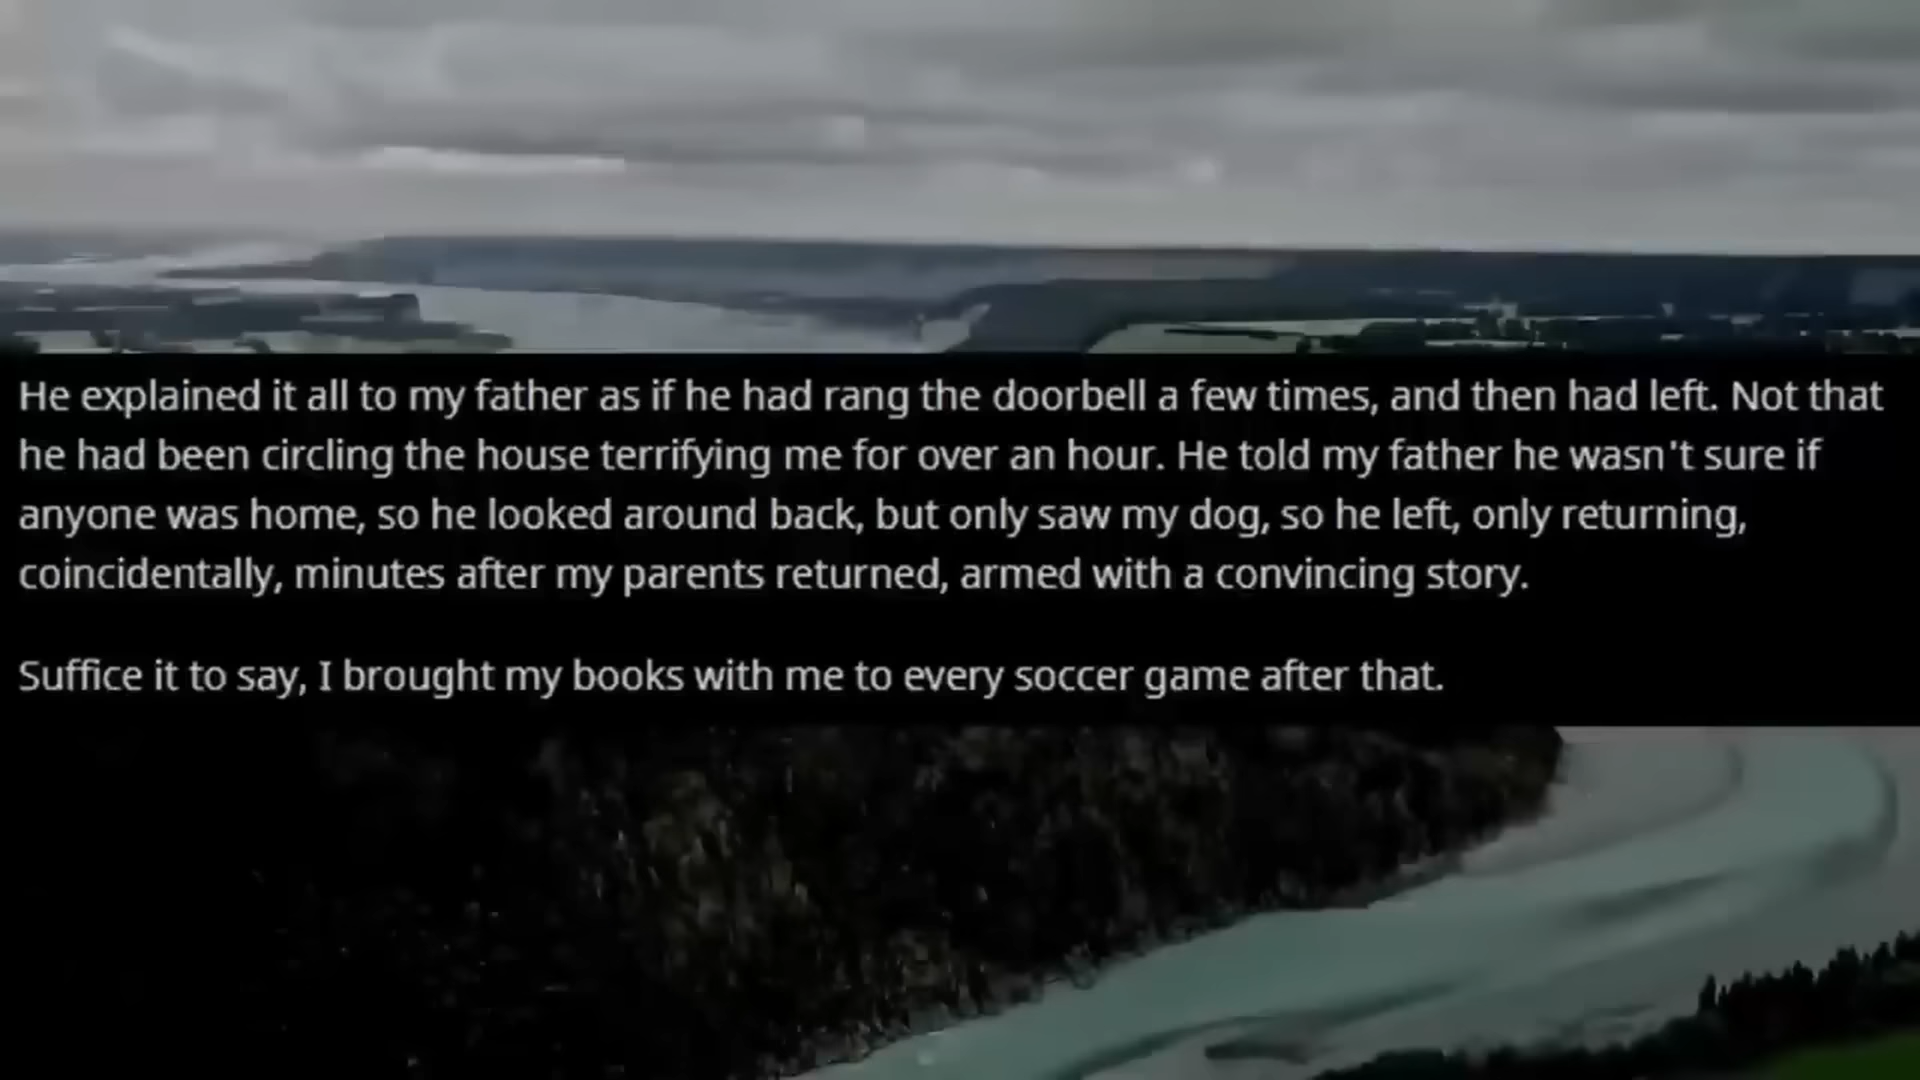 He explained it all to my father as if he had rang the doorbell a few times, and then had left. Not that
he had been circling the house terrifying me for over an hour. He told my father he wasn't sure if
anyone was home, so he looked around back, but only saw my dog, so he left, only returning,
coincidentally, minutes after my parents returned, armed with a convincing story.
Suffice it to say, I brought my books with me to every soccer game after that.